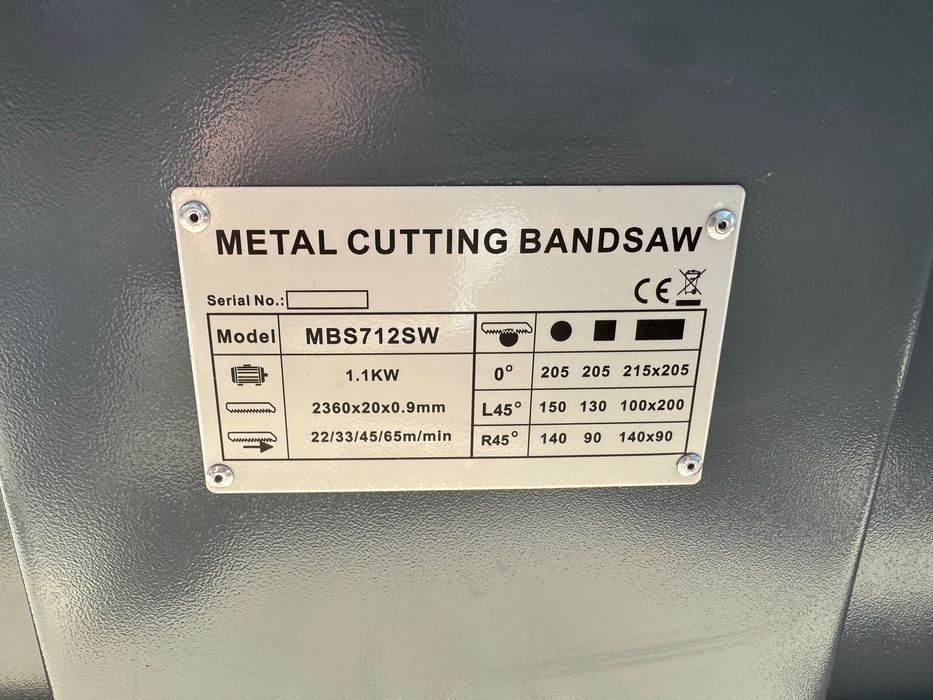 METAL CUTTING BANDSAW
Serial No.:
CE
Model MBS712SW
1.1KW 0° 205 205 215x205
2360x20x0.9mm L45° 150 130 100x200
22/33/45/65m/min R45° 140 90 140x90